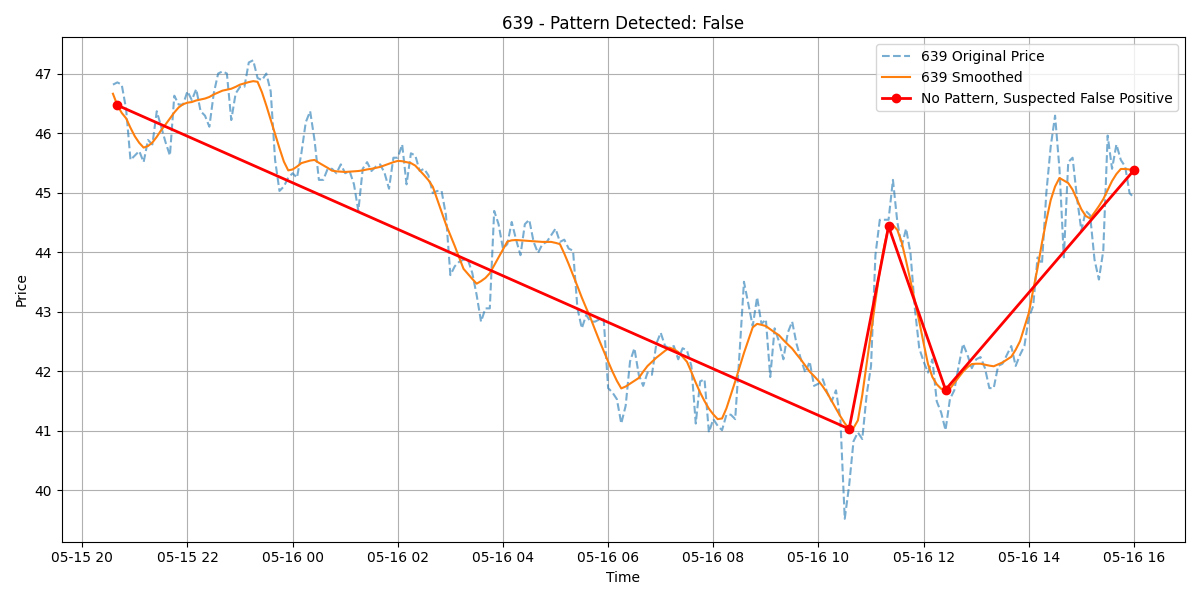 639 - Pattern Detected: False
639 Original Price
639 Smoothed
No Pattern, Suspected False Positive
Price
47
46
45
44
43
42
41
40
05-15 20 05-15 22 05-16 00 05-16 02 05-16 04 05-16 06 05-16 08 05-16 10 05-16 12 05-16 14 05-16 16
Time